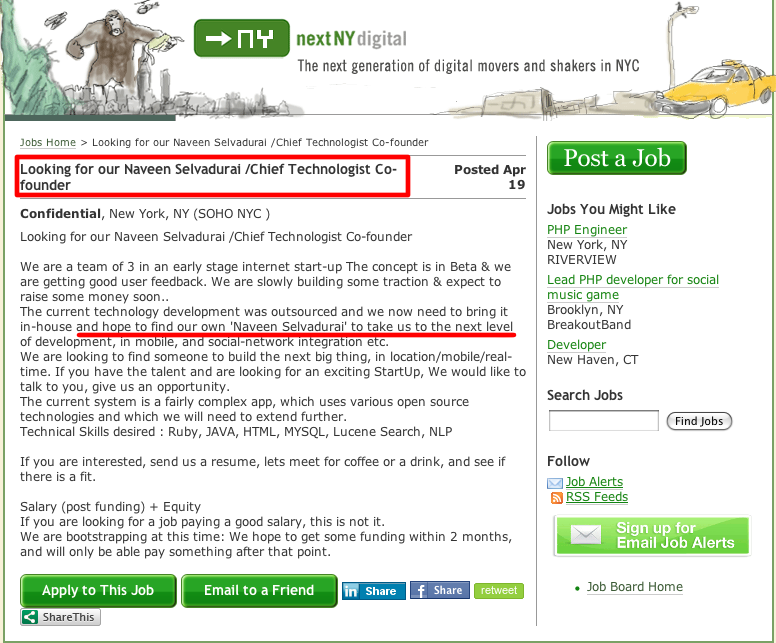 NY nextNYdigital
The next generation of digital movers and shakers in NYC
Jobs Home > Looking for our Naveen Selvadurai /Chief Technologist Co-founder
Looking for our Naveen Selvadurai /Chief Technologist Co-
founder
Posted Apr
19
Confidential, New York, NY (SOHO NYC )
Looking for our Naveen Selvadurai /Chief Technologist Co-founder
We are a team of 3 in an early stage internet start-up The concept is in Beta & we
are getting good user feedback. We are slowly building some traction & expect to
raise some money soon..
The current technology development was outsourced and we now need to bring it
in-house and hope to find our own 'Naveen Selvadurai' to take us to the next level
of development, in mobile, and social-network integration etc.
We are looking to find someone to build the next big thing, in location/mobile/real-
time. If you have the talent and are looking for an exciting StartUp, We would like to
talk to you, give us an opportunity.
The current system is a fairly complex app, which uses various open source
technologies and which we will need to extend further.
Technical Skills desired : Ruby, JAVA, HTML, MYSQL, Lucene Search, NLP
If you are interested, send us a resume, lets meet for coffee or a drink, and see if
there is a fit.
Salary (post funding) + Equity
If you are looking for a job paying a good salary, this is not it.
We are bootstrapping at this time: We hope to get some funding within 2 months,
and will only be able pay something after that point.
Apply to This Job
Email to a Friend
in Share
f Share
retweet
ShareThis
Post a Job
Jobs You Might Like
PHP Engineer
New York, NY
RIVERVIEW
Lead PHP developer for social
music game
Brooklyn, NY
BreakoutBand
Developer
New Haven, CT
Search Jobs
Find Jobs
Follow
Job Alerts
RSS Feeds
Sign up for
Email Job Alerts
Job Board Home